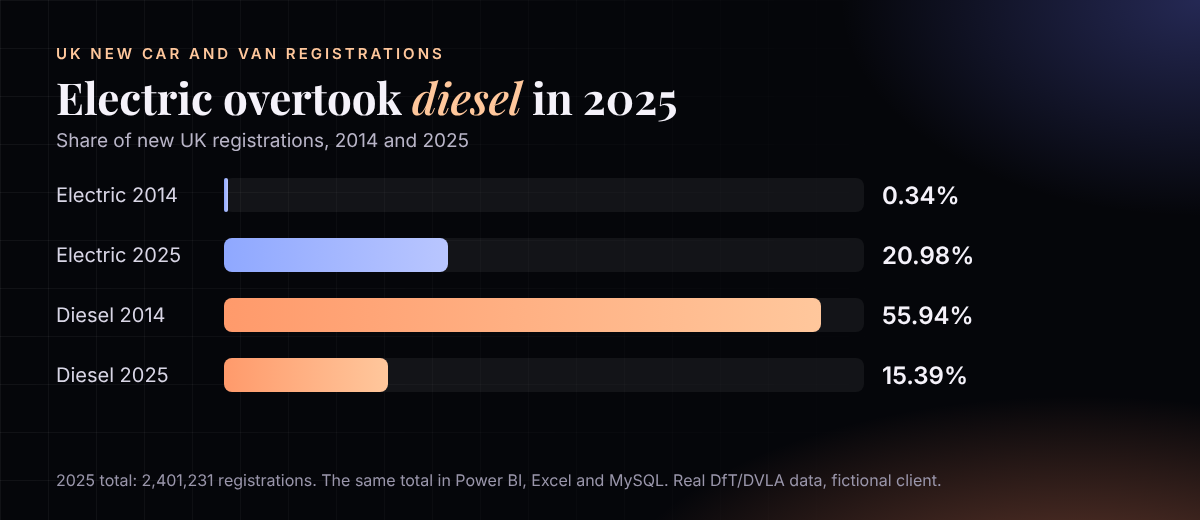 UK NEW CAR AND VAN REGISTRATIONS
Electric overtook diesel in 2025
Share of new UK registrations, 2014 and 2025
Electric 2014 0.34%
Electric 2025 20.98%
Diesel 2014 55.94%
Diesel 2025 15.39%
2025 total: 2,401,231 registrations. The same total in Power BI, Excel and MySQL. Real DfT/DVLA data, fictional client.